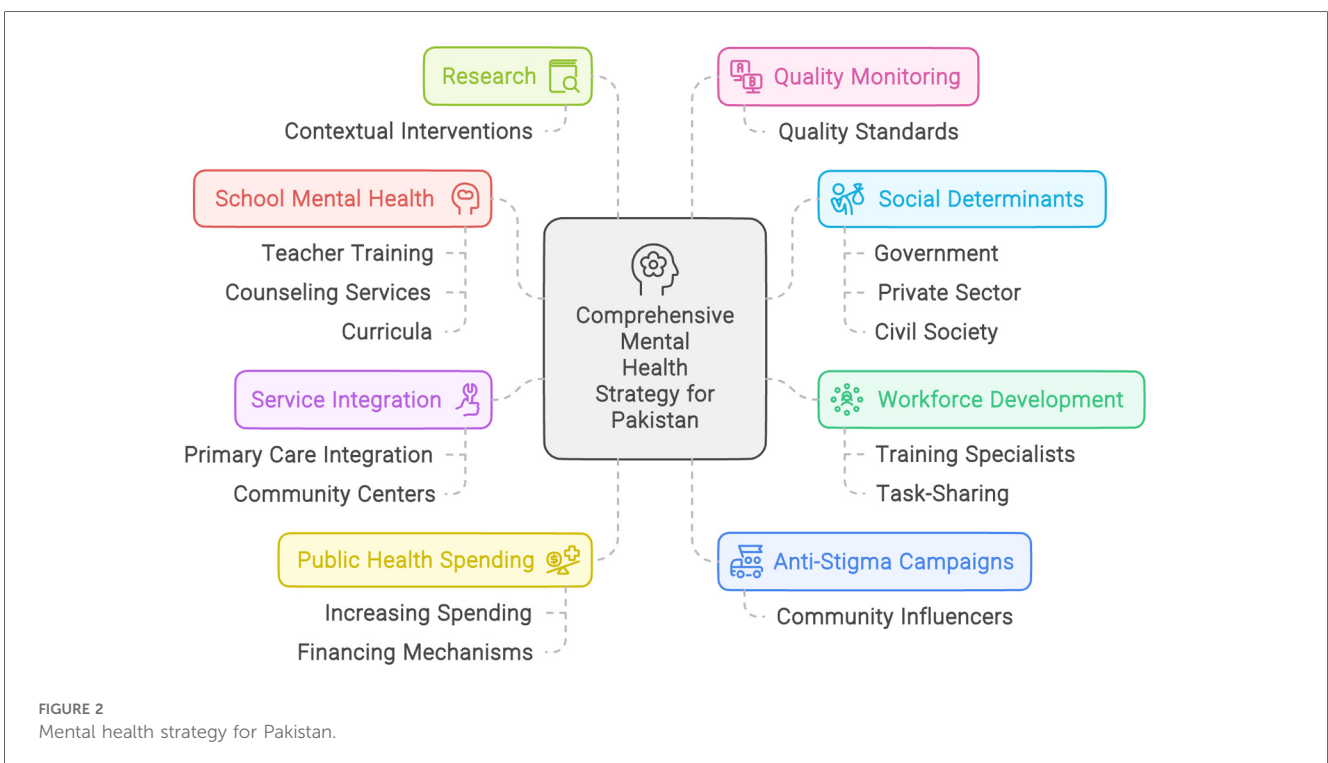 Research
Contextual Interventions
School Mental Health
Teacher Training
Counseling Services
Curricula
Service Integration
Primary Care Integration
Community Centers
Public Health Spending
Increasing Spending
Financing Mechanisms
Comprehensive
Mental
Health
Strategy for
Pakistan
A
B
Quality Monitoring
Quality Standards
Social Determinants
Government
Private Sector
Civil Society
Workforce Development
Training Specialists
Task-Sharing
Anti-Stigma Campaigns
Community Influencers
FIGURE 2
Mental health strategy for Pakistan.